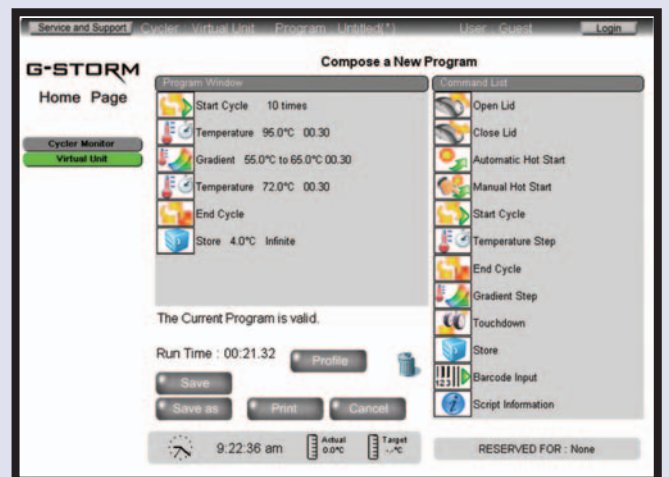 Service and Support Cycler Virtual Unit Program Untitled(*) User Guest Login
G-STORM
Home Page
Cycler Monitor
Virtual Unit
Compose a New Program
Program Window
Start Cycle 10 times
Temperature 95.0°C 00.30
Gradient 55.0°C to 65.0°C 00.30
Temperature 72.0°C 00.30
End Cycle
Store 4.0°C Infinite
The Current Program is valid.
Run Time : 00:21.32
Profile
Save
Save as Print Cancel
9:22:36 am Actual 0.0°C Target -.-°C
Command List
Open Lid
Close Lid
Automatic Hot Start
Manual Hot Start
Start Cycle
Temperature Step
End Cycle
Gradient Step
Touchdown
Store
123 Barcode Input
i Script Information
RESERVED FOR : None